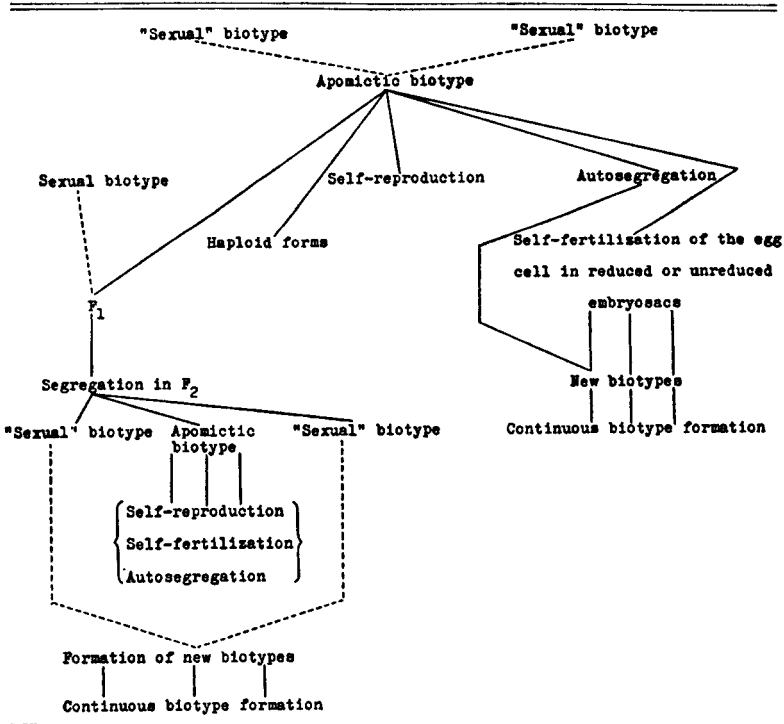 "Sexual" biotype
"Sexual" biotype
Apomictic biotype
Sexual biotype
Self-reproduction
Autosegregation
Haploid forms
Self-fertilization of the egg
cell in reduced or unreduced
embryosacs
F1
New biotypes
Segregation in F2
Continuous biotype formation
"Sexual" biotype
Apomictic
biotype
"Sexual" biotype
Self-reproduction
Self-fertilization
Autosegregation
Formation of new biotypes
Continuous biotype formation